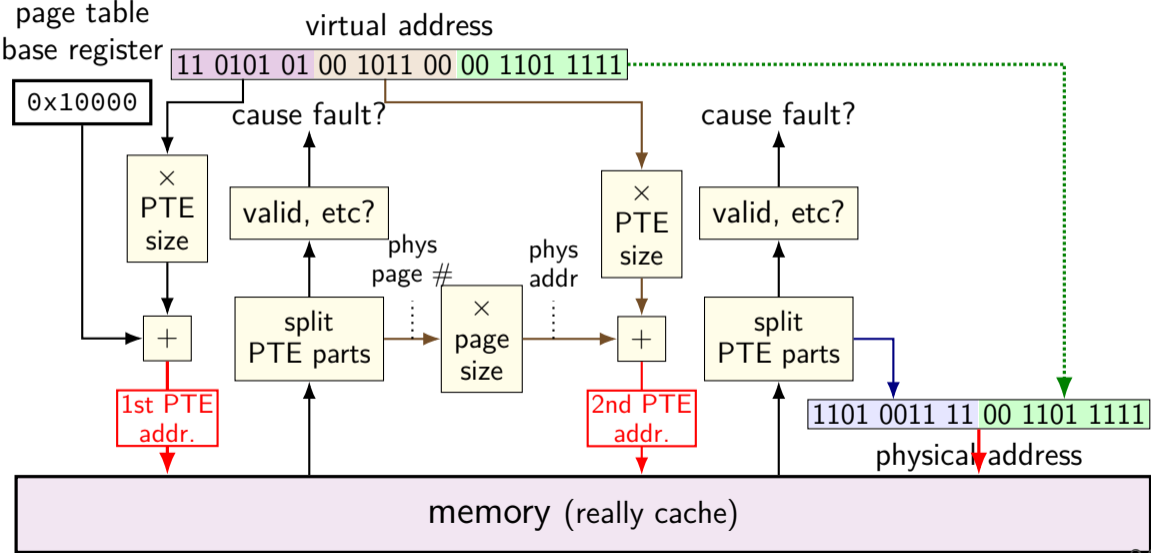 page table
base register
virtual address
11 0101 01 00 1011 00 00 1101 1111
0x10000
cause fault?
cause fault?
×
PTE
size
valid, etc?
×
PTE
size
valid, etc?
phys
page #
phys
addr
+
split
PTE parts
×
page
size
+
split
PTE parts
1st PTE
addr.
2nd PTE
addr.
1101 0011 11 00 1101 1111
physical address
memory (really cache)